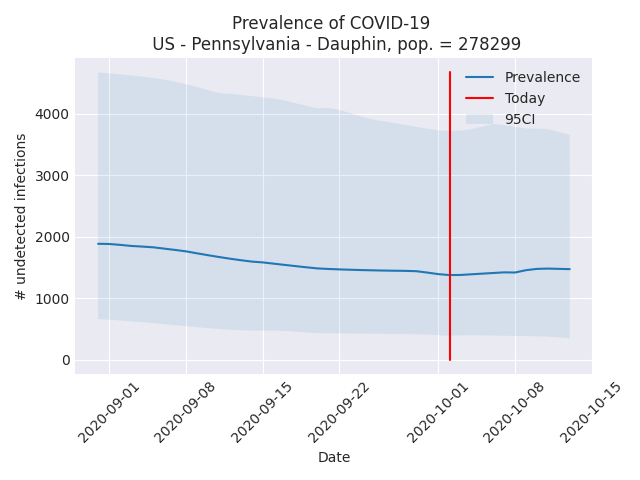 Prevalence of COVID-19
US - Pennsylvania - Dauphin, pop. = 278299
Prevalence
Today
95CI
4000
3000
2000
1000
0
# undetected infections
2020-09-01
2020-09-08
2020-09-15
2020-09-22
2020-10-01
2020-10-08
2020-10-15
Date